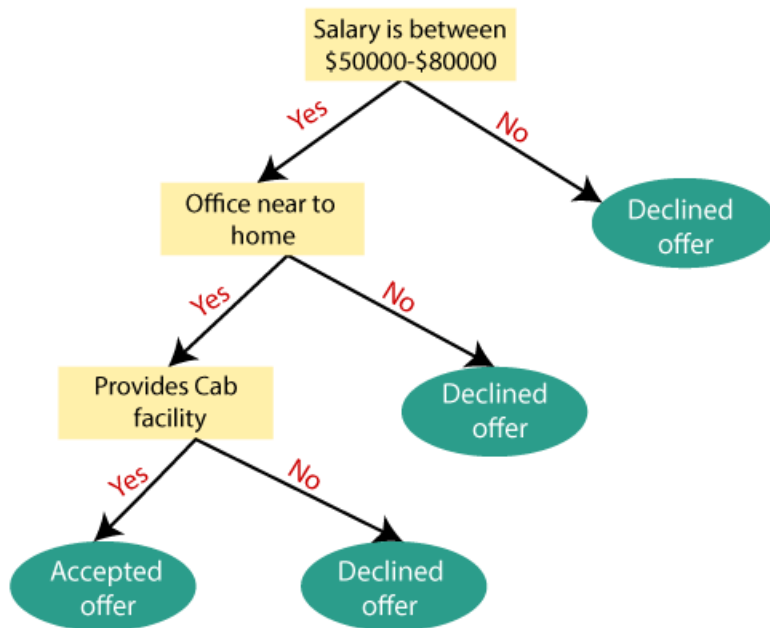 Salary is between
$50000-$80000
Yes
No
Office near to
home
Declined
offer
Yes
No
Provides Cab
facility
Declined
offer
Yes
No
Accepted
offer
Declined
offer